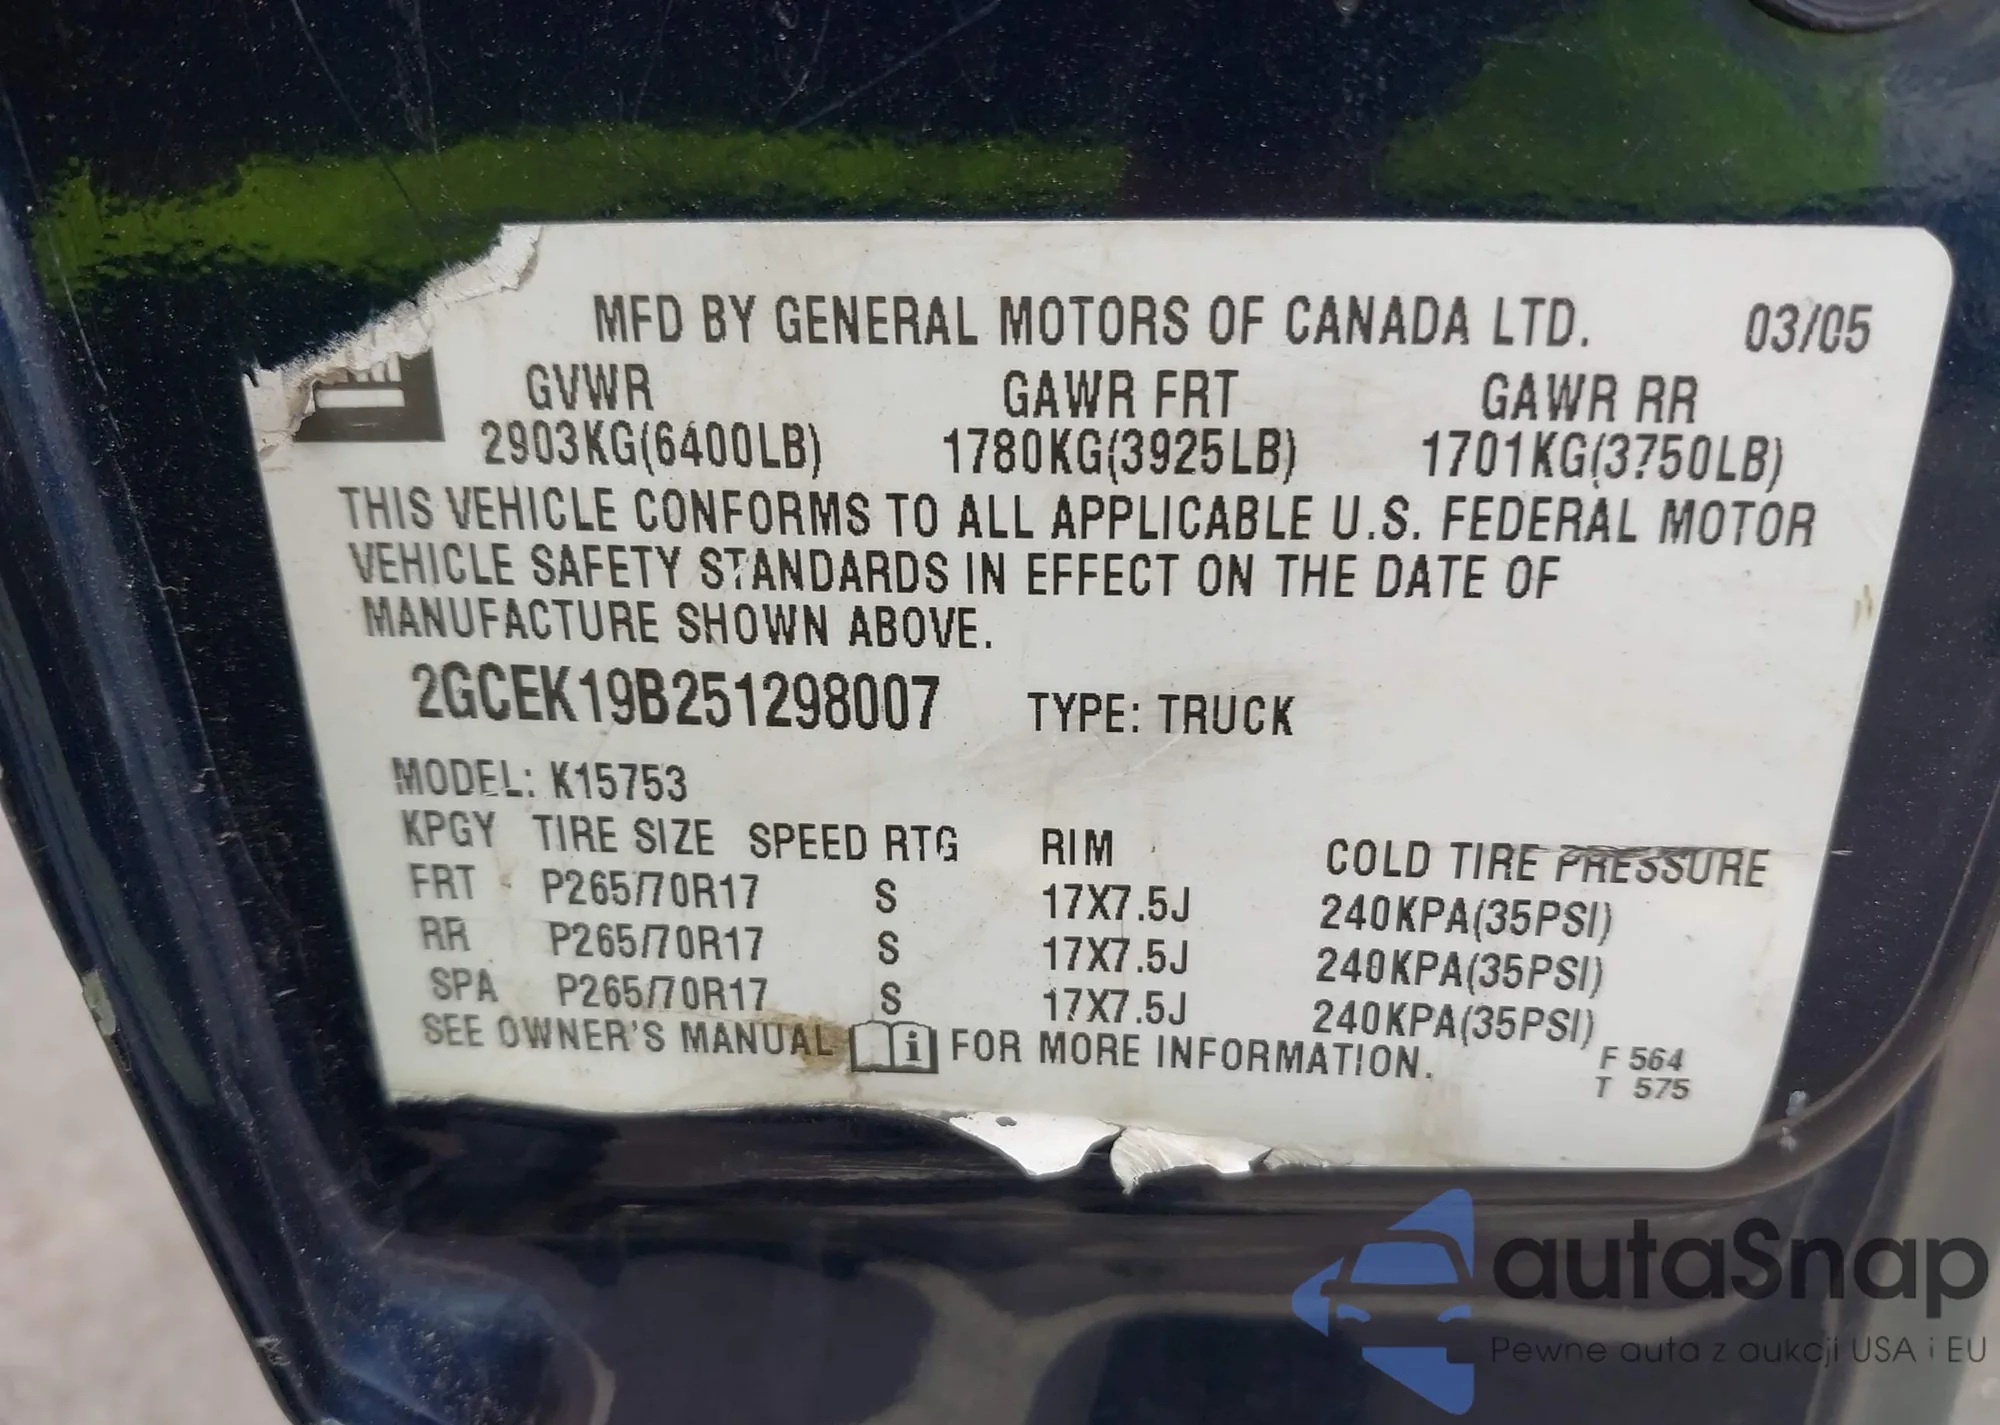 MFD BY GENERAL MOTORS OF CANADA LTD. 03/05
GVWR GAWR FRT GAWR RR
2903KG(6400LB) 1780KG(3925LB) 1701KG(3750LB)
THIS VEHICLE CONFORMS TO ALL APPLICABLE U.S. FEDERAL MOTOR
VEHICLE SAFETY STANDARDS IN EFFECT ON THE DATE OF
MANUFACTURE SHOWN ABOVE.
2GCEK19B251298007 TYPE: TRUCK
MODEL: K15753
KPGY TIRE SIZE SPEED RTG RIM COLD TIRE PRESSURE
FRT P265/70R17 S 17X7.5J 240KPA(35PSI)
RR P265/70R17 S 17X7.5J 240KPA(35PSI)
SPA P265/70R17 S 17X7.5J 240KPA(35PSI)
SEE OWNER'S MANUAL i FOR MORE INFORMATION.
F 564
T 575
autaSnap
Pewne auta z aukcji USA i EU